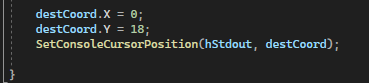 destCoord.X = 0;
destCoord.Y = 18;
SetConsoleCursorPosition(hStdout, destCoord);
}